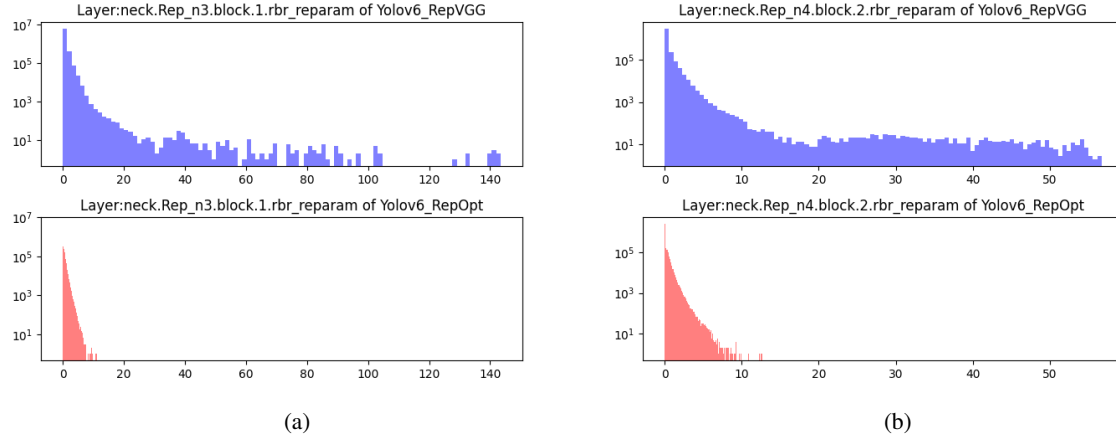 Layer:neck.Rep_n3.block.1.rbr_reparam of Yolov6_RepVGG
10^7
10^5
10^3
10^1
0 20 40 60 80 100 120 140
Layer:neck.Rep_n3.block.1.rbr_reparam of Yolov6_RepOpt
10^7
10^5
10^3
10^1
0 20 40 60 80 100 120 140
(a)
Layer:neck.Rep_n4.block.2.rbr_reparam of Yolov6_RepVGG
10^5
10^3
10^1
0 10 20 30 40 50
Layer:neck.Rep_n4.block.2.rbr_reparam of Yolov6_RepOpt
10^5
10^3
10^1
0 10 20 30 40 50
(b)